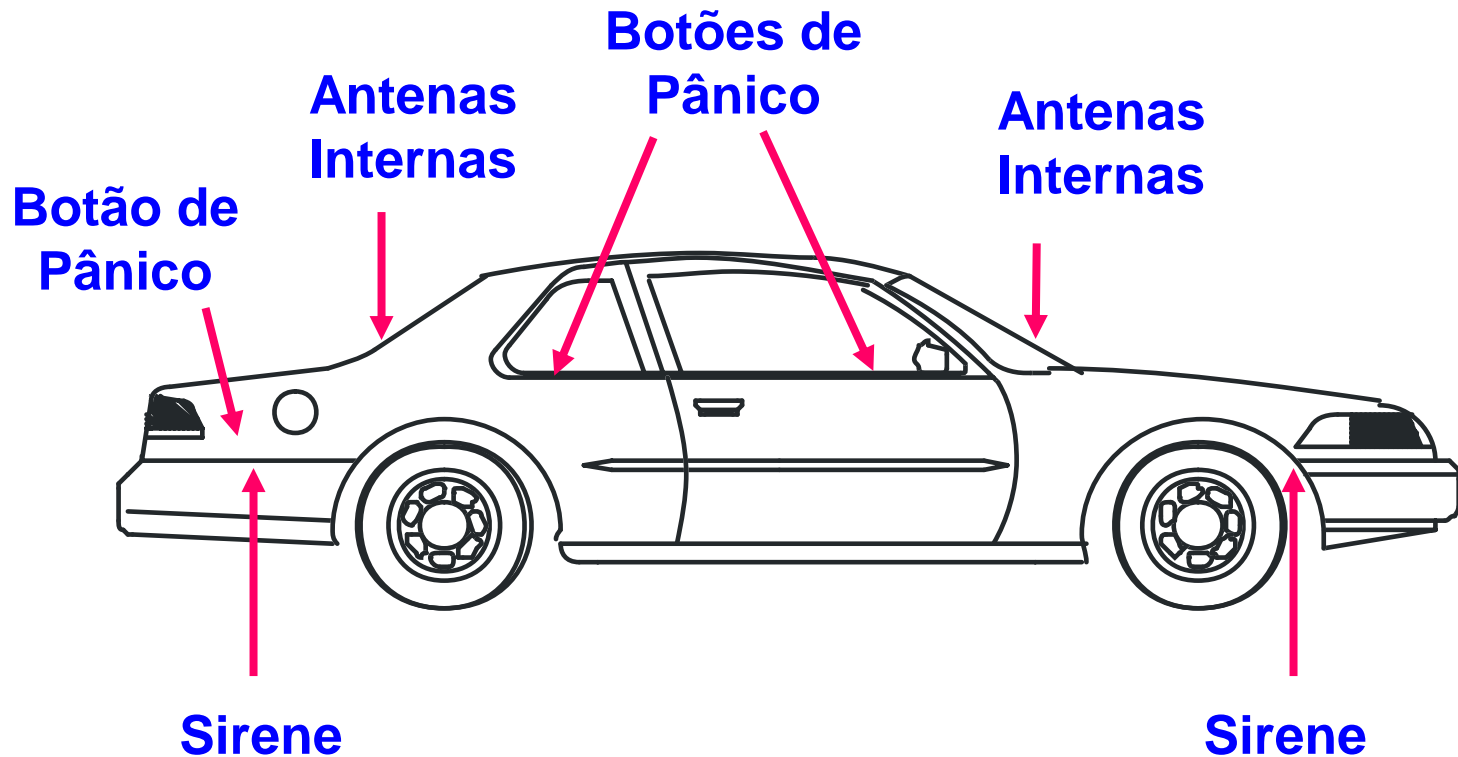 Botões de
Pânico
Antenas
Internas
Antenas
Internas
Botão de
Pânico
Sirene
Sirene